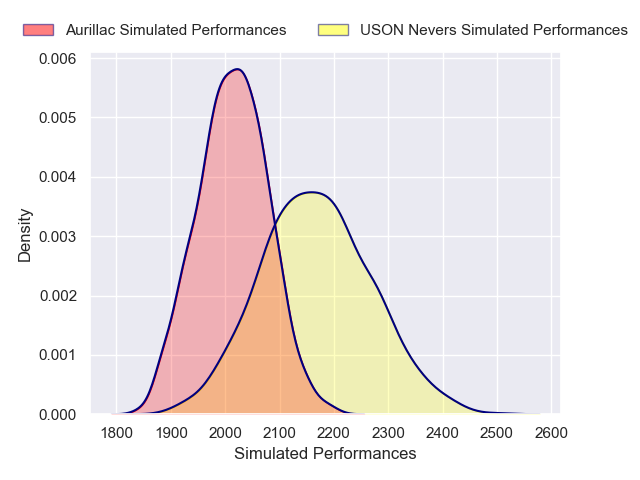 Aurillac Simulated Performances USON Nevers Simulated Performances
0.006
0.005
0.004
0.003
0.002
0.001
0.000
Density
1800 1900 2000 2100 2200 2300 2400 2500 2600
Simulated Performances